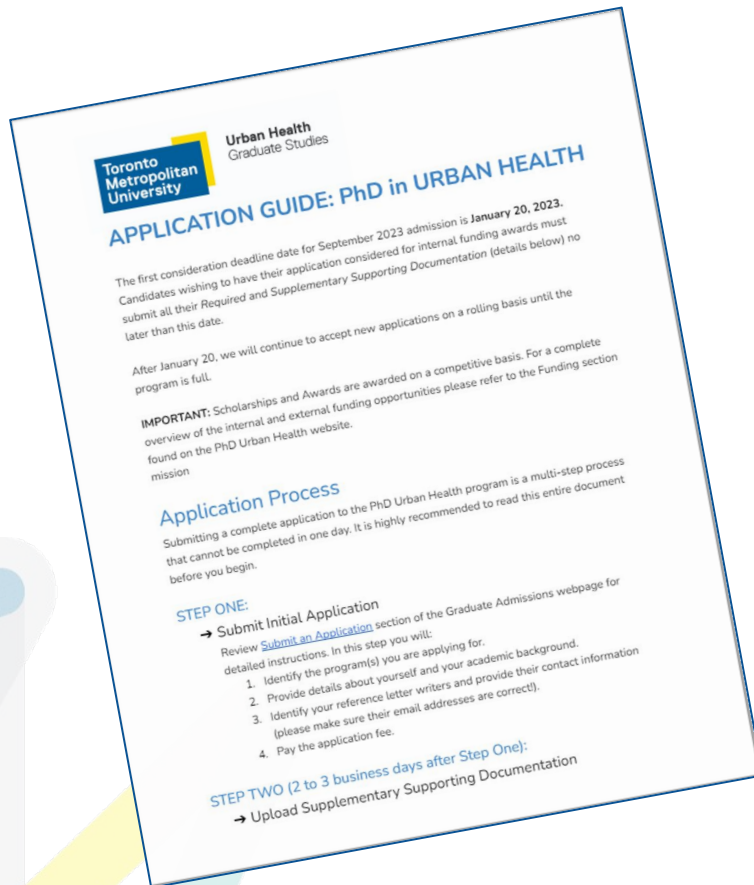 Toronto
Metropolitan
University
Urban Health
Graduate Studies
APPLICATION GUIDE: PhD in URBAN HEALTH
The first consideration deadline date for September 2023 admission is January 20, 2023.
Candidates wishing to have their application considered for internal funding awards must
submit all their Required and Supplementary Supporting Documentation (details below) no
later than this date.
After January 20, we will continue to accept new applications on a rolling basis until the
program is full.
IMPORTANT: Scholarships and Awards are awarded on a competitive basis. For a complete
overview of the internal and external funding opportunities please refer to the Funding section
found on the PhD Urban Health website.
mission
Application Process
Submitting a complete application to the PhD Urban Health program is a multi-step process
that cannot be completed in one day. It is highly recommended to read this entire document
before you begin.
STEP ONE:
➔ Submit Initial Application
Review Submit an Application section of the Graduate Admissions webpage for
detailed instructions. In this step you will:
1. Identify the program(s) you are applying for.
2. Provide details about yourself and your academic background.
3. Identify your reference letter writers and provide their contact information
(please make sure their email addresses are correct!).
4. Pay the application fee.
STEP TWO (2 to 3 business days after Step One):
➔ Upload Supplementary Supporting Documentation